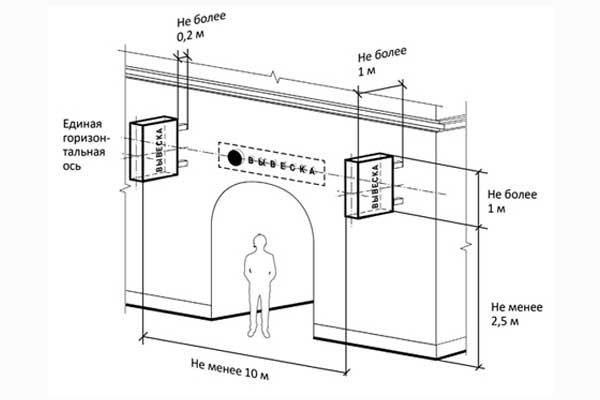 Не более
0,2 м
Не более
1 м
Единая
горизон-
тальная
ось
ВЫВЕСКА
ВЫВЕСКА
ВЫВЕСКА
Не более
1 м
Не менее
2,5 м
Не менее 10 м